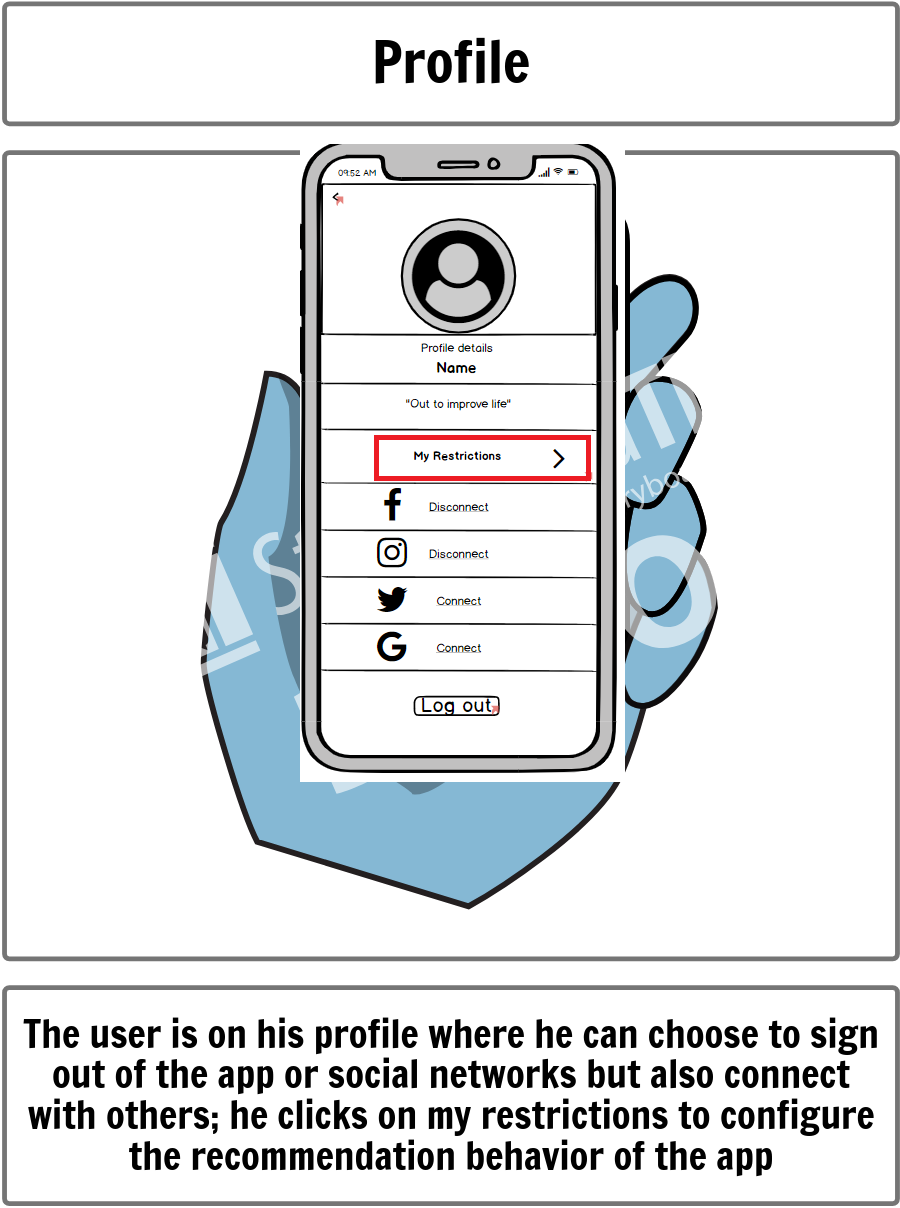 Profile
09:52 AM
Profile details
Name
"Out to improve life"
My Restrictions
Disconnect
Disconnect
Connect
Connect
Log out
The user is on his profile where he can choose to sign
out of the app or social networks but also connect
with others; he clicks on my restrictions to configure
the recommendation behavior of the app